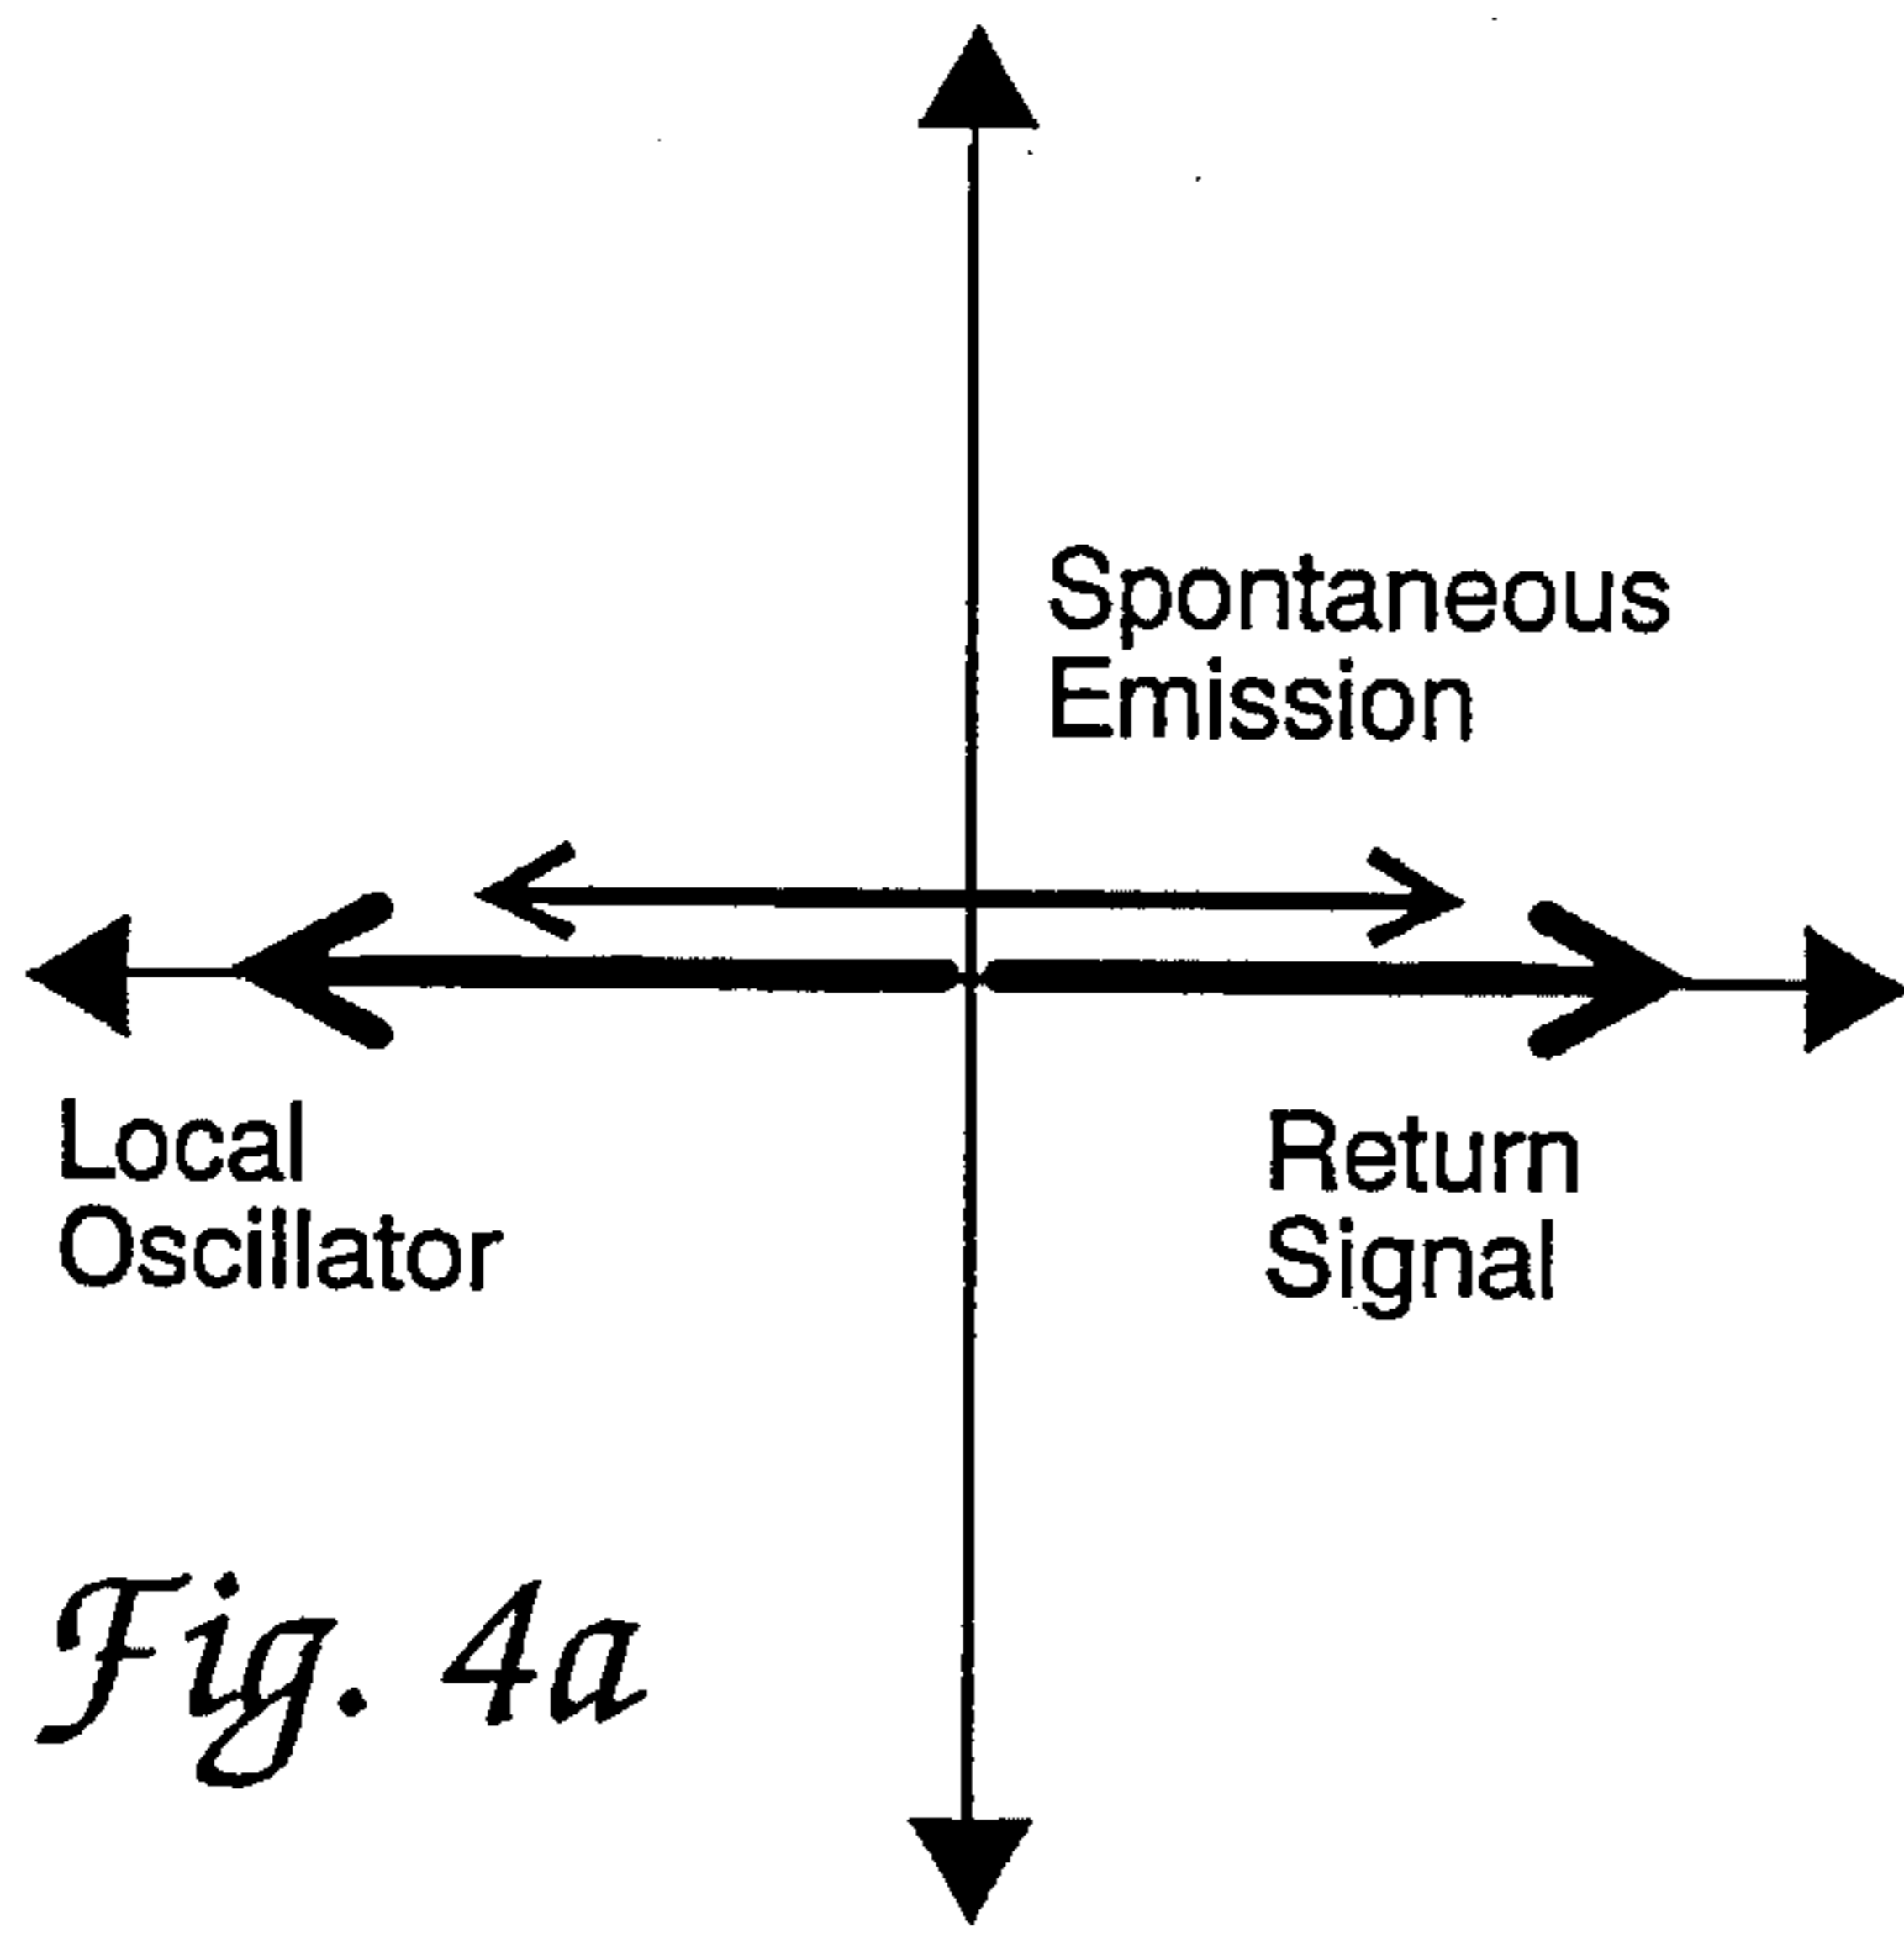 Spontaneous
Emission
Local
Oscillator
Return
Signal
Fig. 4a